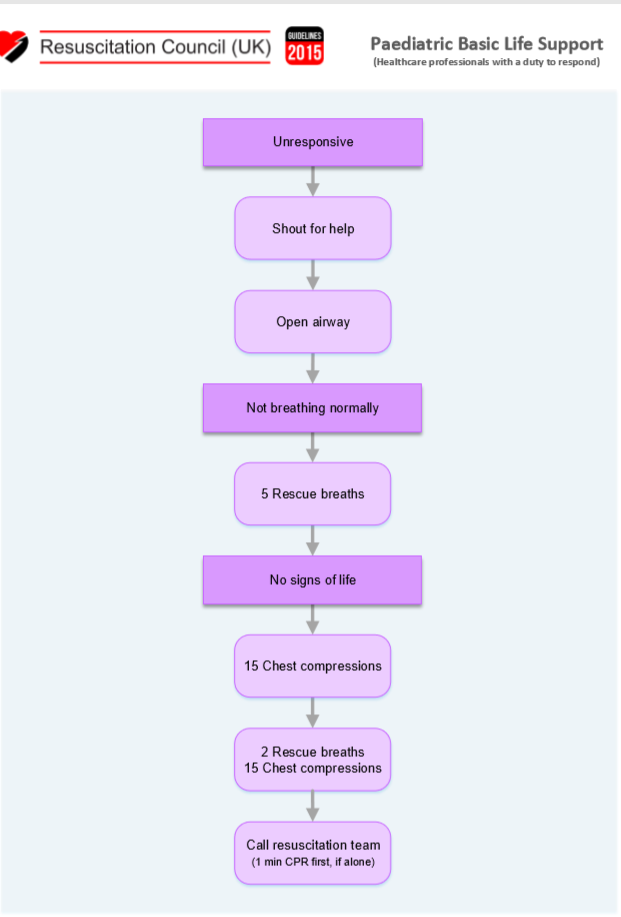 Resuscitation Council (UK)
GUIDELINES
2015
Paediatric Basic Life Support
(Healthcare professionals with a duty to respond)
Unresponsive
Shout for help
Open airway
Not breathing normally
5 Rescue breaths
No signs of life
15 Chest compressions
2 Rescue breaths
15 Chest compressions
Call resuscitation team
(1 min CPR first, if alone)